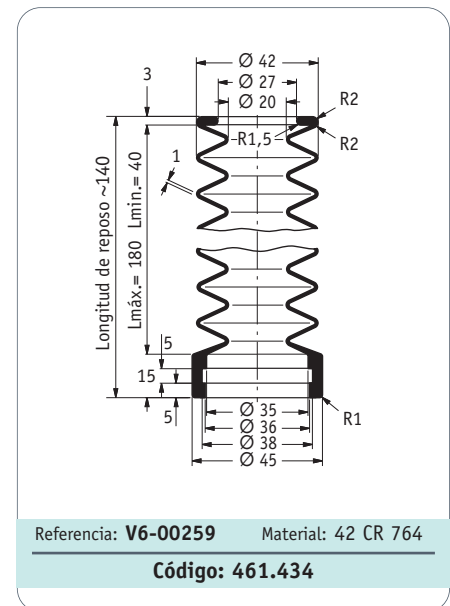 Ø 42
3
Ø 27
Ø 20
R2
R1,5
R2
1
Longitud de reposo ~140
Lmáx.= 180 Lmin.= 40
5
15
5
Ø 35
Ø 36
Ø 38
Ø 45
R1
Referencia: V6-00259 Material: 42 CR 764
Código: 461.434